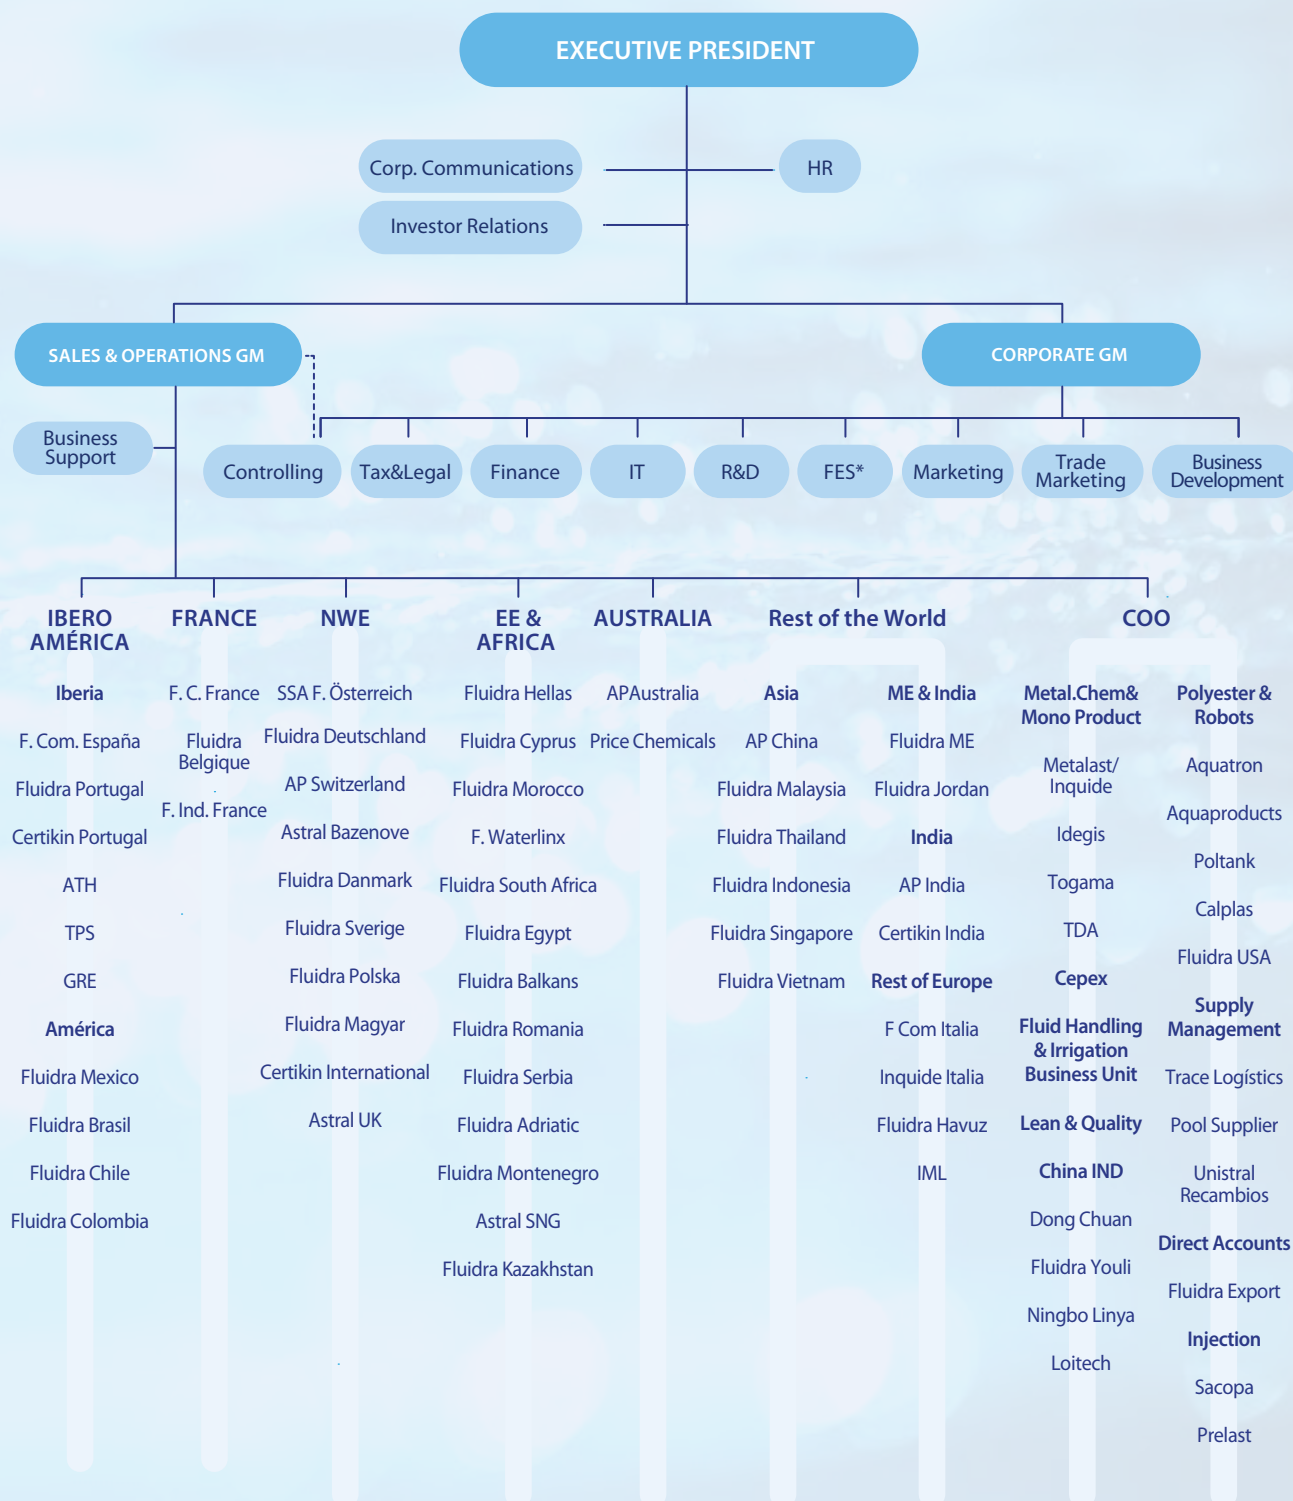 EXECUTIVE PRESIDENT
Corp. Communications
HR
Investor Relations
SALES & OPERATIONS GM
CORPORATE GM
Business
Support
Controlling
Tax&Legal
Finance
IT
R&D
FES*
Marketing
Trade
Marketing
Business
Development
IBERO
AMÉRICA
Iberia
F. Com. España
Fluidra Portugal
Certikin Portugal
ATH
TPS
GRE
América
Fluidra Mexico
Fluidra Brasil
Fluidra Chile
Fluidra Colombia
FRANCE
F. C. France
Fluidra
Belgique
F. Ind. France
NWE
SSA F. Österreich
Fluidra Deutschland
AP Switzerland
Astral Bazenove
Fluidra Danmark
Fluidra Sverige
Fluidra Polska
Fluidra Magyar
Certikin International
Astral UK
EE &
AFRICA
Fluidra Hellas
Fluidra Cyprus
Fluidra Morocco
F. Waterlinx
Fluidra South Africa
Fluidra Egypt
Fluidra Balkans
Fluidra Romania
Fluidra Serbia
Fluidra Adriatic
Fluidra Montenegro
Astral SNG
Fluidra Kazakhstan
AUSTRALIA
APAustralia
Price Chemicals
Rest of the World
Asia
AP China
Fluidra Malaysia
Fluidra Thailand
Fluidra Indonesia
Fluidra Singapore
Fluidra Vietnam
ME & India
Fluidra ME
Fluidra Jordan
India
AP India
Certikin India
Rest of Europe
F Com Italia
Inquide Italia
Fluidra Havuz
IML
COO
Metal.Chem&
Mono Product
Metalast/
Inquide
Idegis
Togama
TDA
Cepex
Fluid Handling
& Irrigation
Business Unit
Lean & Quality
China IND
Dong Chuan
Fluidra Youli
Ningbo Linya
Loitech
Polyester &
Robots
Aquatron
Aquaproducts
Poltank
Calplas
Fluidra USA
Supply
Management
Trace Logístics
Pool Supplier
Unistral
Recambios
Direct Accounts
Fluidra Export
Injection
Sacopa
Prelast